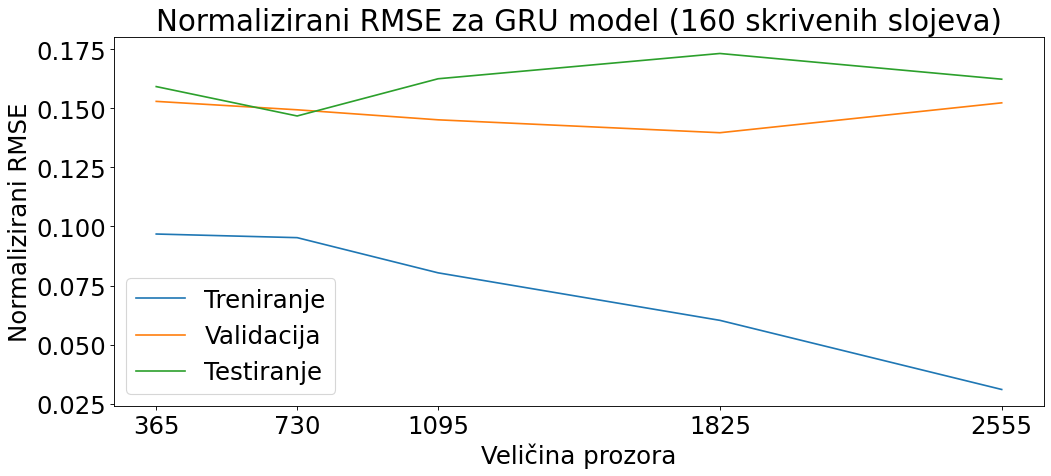 Normalizirani RMSE za GRU model (160 skrivenih slojeva)
Normalizirani RMSE
0.175
0.150
0.125
0.100
0.075
0.050
0.025
Treniranje
Validacija
Testiranje
365 730 1095 1825 2555
Veličina prozora